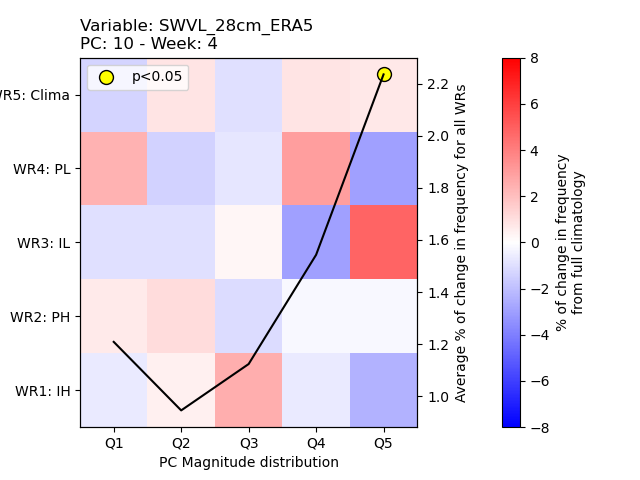 Variable: SWVL_28cm_ERA5
PC: 10 - Week: 4
p<0.05
R5: Clima
WR4: PL
WR3: IL
WR2: PH
WR1: IH
Q1 Q2 Q3 Q4 Q5
PC Magnitude distribution
2.2
2.0
1.8
1.6
1.4
1.2
1.0
Average % of change in frequency for all WRs
8
6
4
2
0
−2
−4
−6
−8
% of change in frequency
from full climatology